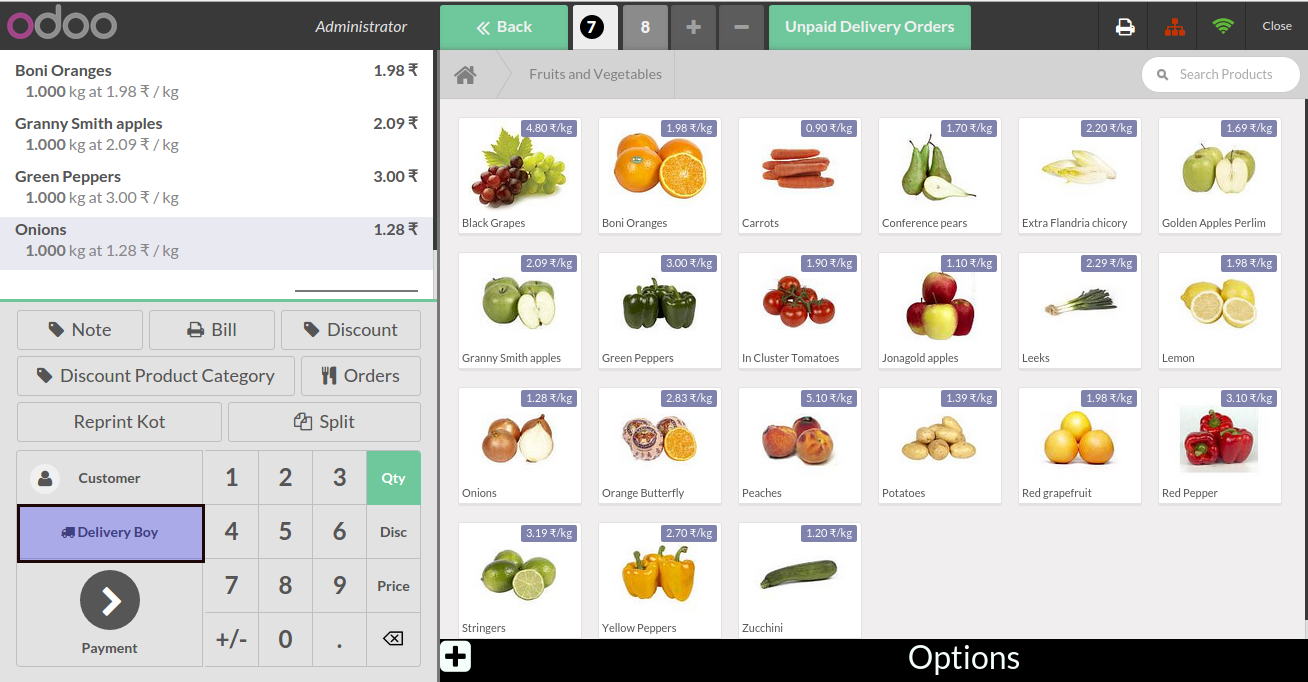 odoo
Administrator
Back
7
8
Unpaid Delivery Orders
Close
Boni Oranges 1.98 ₹
1.000 kg at 1.98 ₹ / kg
Granny Smith apples 2.09 ₹
1.000 kg at 2.09 ₹ / kg
Green Peppers 3.00 ₹
1.000 kg at 3.00 ₹ / kg
Onions 1.28 ₹
1.000 kg at 1.28 ₹ / kg
Note
Bill
Discount
Discount Product Category
Orders
Reprint Kot
Split
Customer
1 2 3 Qty
Delivery Boy
4 5 6 Disc
7 8 9 Price
Payment
+/- 0 .
Fruits and Vegetables
Search Products
4.80 ₹/kg
Black Grapes
1.98 ₹/kg
Boni Oranges
0.90 ₹/kg
Carrots
1.70 ₹/kg
Conference pears
2.20 ₹/kg
Extra Flandria chicory
1.69 ₹/kg
Golden Apples Perlim
2.09 ₹/kg
Granny Smith apples
3.00 ₹/kg
Green Peppers
1.90 ₹/kg
In Cluster Tomatoes
1.10 ₹/kg
Jonagold apples
2.29 ₹/kg
Leeks
1.98 ₹/kg
Lemon
1.28 ₹/kg
Onions
2.83 ₹/kg
Orange Butterfly
5.10 ₹/kg
Peaches
1.39 ₹/kg
Potatoes
1.98 ₹/kg
Red grapefruit
3.10 ₹/kg
Red Pepper
3.19 ₹/kg
Stringers
2.70 ₹/kg
Yellow Peppers
1.20 ₹/kg
Zucchini
Options